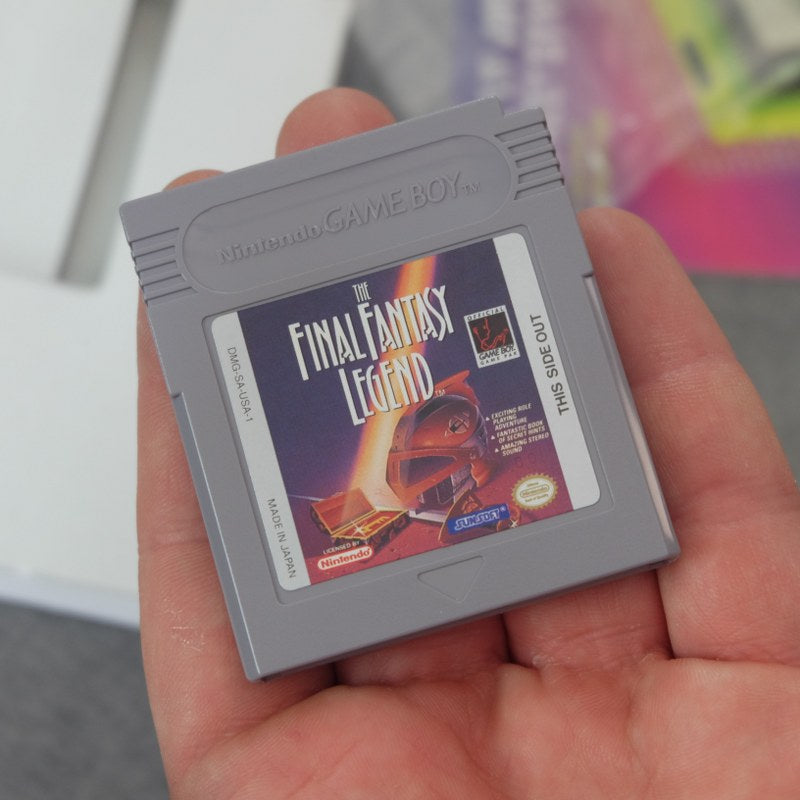 Nintendo GAME BOY TM
THE
FINAL FANTASY
LEGEND TM
OFFICIAL
GAME BOY
GAME PAK
DMG-SA-USA-1
MADE IN JAPAN
THIS SIDE OUT
▲ EXCITING ROLE
PLAYING
ADVENTURE
▲ FANTASTIC BOOK
OF SECRET HINTS
▲ AMAZING STEREO
SOUND
Nintendo
SUNSOFT®
LICENSED BY
Nintendo